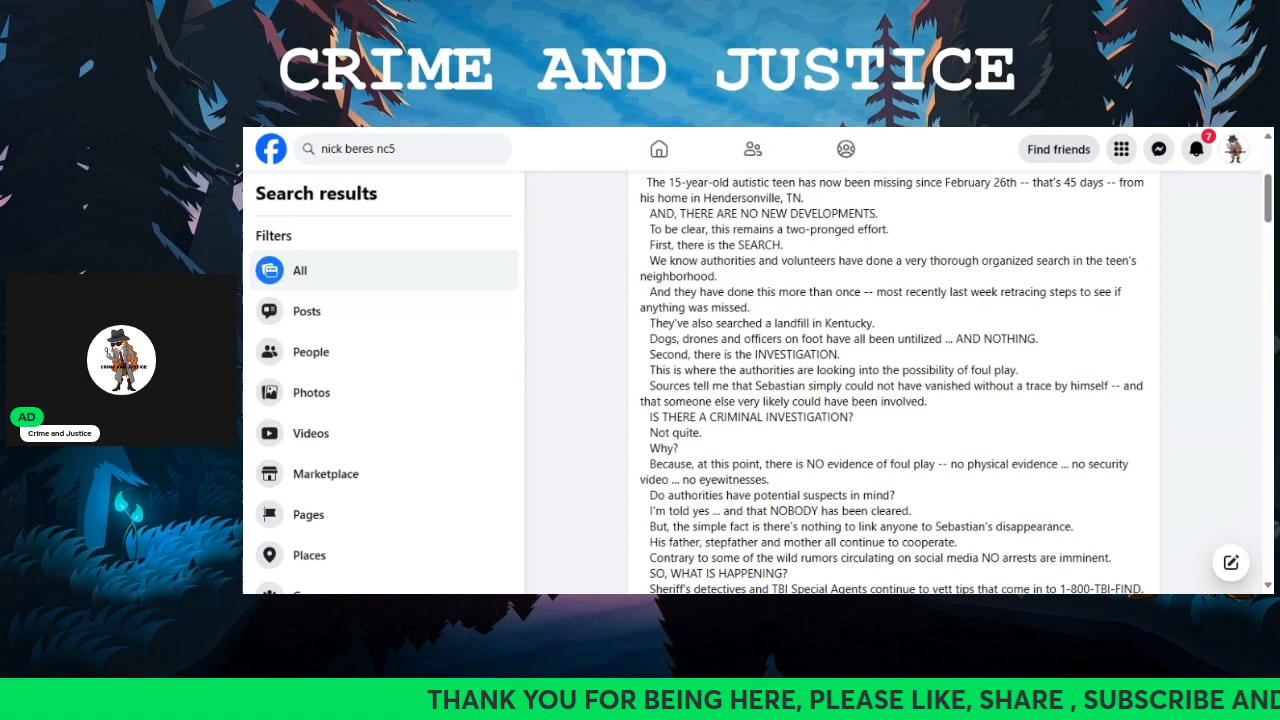 CRIME AND JUSTICE
nick beres nc5
Find friends
7
Search results
Filters
All
Posts
People
Photos
Videos
Marketplace
Pages
Places
The 15-year-old autistic teen has now been missing since February 26th -- that's 45 days -- from
his home in Hendersonville, TN.
AND, THERE ARE NO NEW DEVELOPMENTS.
To be clear, this remains a two-pronged effort.
First, there is the SEARCH.
We know authorities and volunteers have done a very thorough organized search in the teen's
neighborhood.
And they have done this more than once -- most recently last week retracing steps to see if
anything was missed.
They've also searched a landfill in Kentucky.
Dogs, drones and officers on foot have all been untilized ... AND NOTHING.
Second, there is the INVESTIGATION.
This is where the authorities are looking into the possibility of foul play.
Sources tell me that Sebastian simply could not have vanished without a trace by himself -- and
that someone else very likely could have been involved.
IS THERE A CRIMINAL INVESTIGATION?
Not quite.
Why?
Because, at this point, there is NO evidence of foul play -- no physical evidence ... no security
video ... no eyewitnesses.
Do authorities have potential suspects in mind?
I'm told yes ... and that NOBODY has been cleared.
But, the simple fact is there's nothing to link anyone to Sebastian's disappearance.
His father, stepfather and mother all continue to cooperate.
Contrary to some of the wild rumors circulating on social media NO arrests are imminent.
SO, WHAT IS HAPPENING?
Sheriff's detectives and TBI Special Agents continue to vett tips that come in to 1-800-TBI-FIND.
CRIME AND JUSTICE
AD
Crime and Justice
THANK YOU FOR BEING HERE, PLEASE LIKE, SHARE , SUBSCRIBE AND